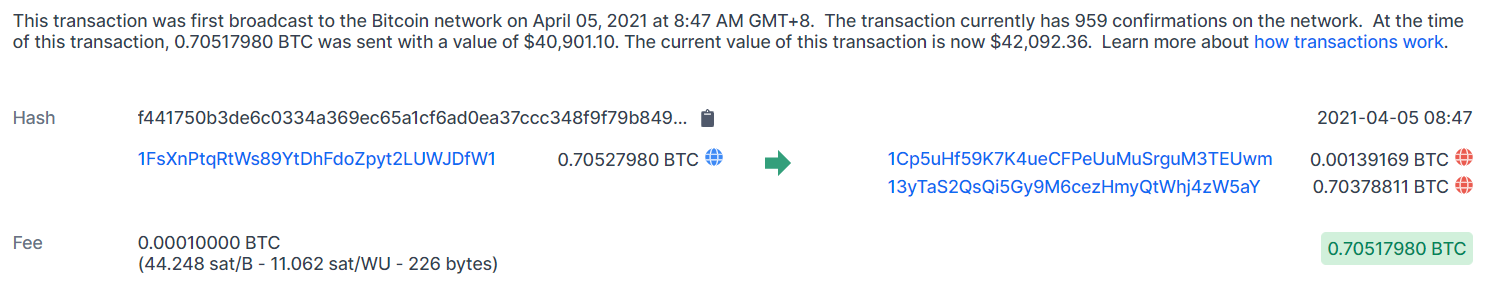 This transaction was first broadcast to the Bitcoin network on April 05, 2021 at 8:47 AM GMT+8.  The transaction currently has 959 confirmations on the network.  At the time
of this transaction, 0.70517980 BTC was sent with a value of $40,901.10. The current value of this transaction is now $42,092.36.  Learn more about how transactions work.
Hash f441750b3de6c0334a369ec65a1cf6ad0ea37ccc348f9f79b849... 2021-04-05 08:47
1FsXnPtqRtWs89YtDhFdoZpyt2LUWJDfW1 0.70527980 BTC 1Cp5uHf59K7K4ueCFPeUuMuSrguM3TEUwm 0.00139169 BTC
13yTaS2QsQi5Gy9M6cezHmyQtWhj4zW5aY 0.70378811 BTC
Fee 0.00010000 BTC 0.70517980 BTC
(44.248 sat/B - 11.062 sat/WU - 226 bytes)